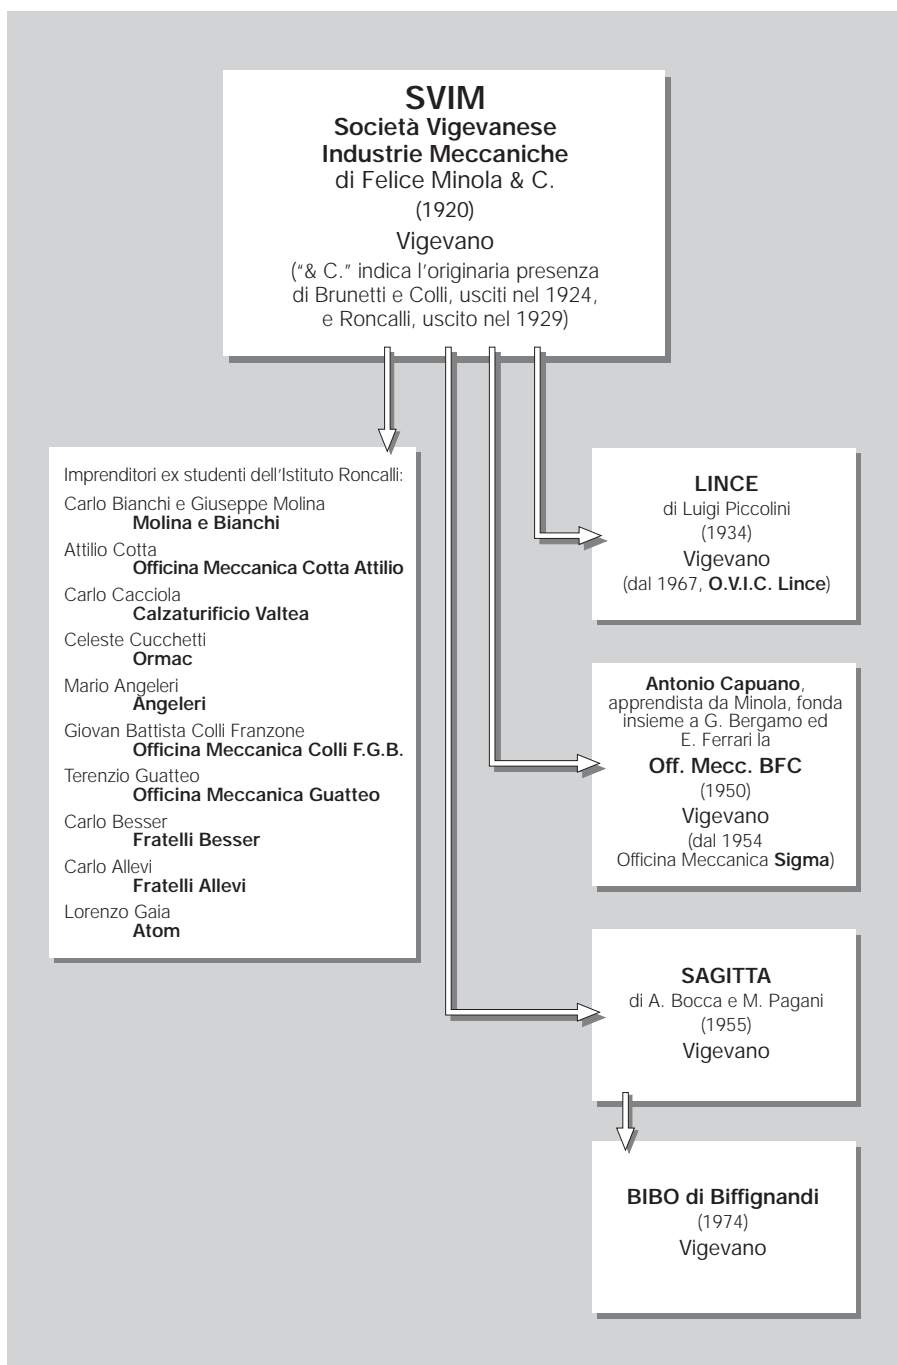 SVIM
Società Vigevanese
Industrie Meccaniche
di Felice Minola & C.
(1920)
Vigevano
("& C." indica l'originaria presenza
di Brunetti e Colli, usciti nel 1924,
e Roncalli, uscito nel 1929)
Imprenditori ex studenti dell'Istituto Roncalli:
Carlo Bianchi e Giuseppe Molina
Molina e Bianchi
Attilio Cotta
Officina Meccanica Cotta Attilio
Carlo Cacciola
Calzaturificio Valtea
Celeste Cucchetti
Ormac
Mario Angeleri
Angeleri
Giovan Battista Colli Franzone
Officina Meccanica Colli F.G.B.
Terenzio Guatteo
Officina Meccanica Guatteo
Carlo Besser
Fratelli Besser
Carlo Allevi
Fratelli Allevi
Lorenzo Gaia
Atom
LINCE
di Luigi Piccolini
(1934)
Vigevano
(dal 1967, O.V.I.C. Lince)
Antonio Capuano,
apprendista da Minola, fonda
insieme a G. Bergamo ed
E. Ferrari la
Off. Mecc. BFC
(1950)
Vigevano
(dal 1954
Officina Meccanica Sigma)
SAGITTA
di A. Bocca e M. Pagani
(1955)
Vigevano
BIBO di Biffignandi
(1974)
Vigevano